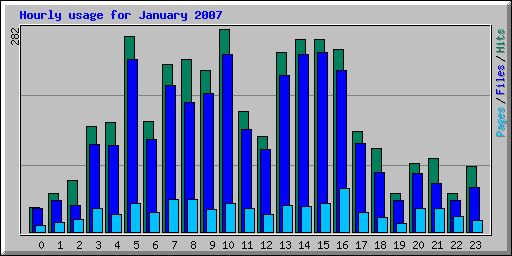 Hourly usage for January 2007
282
Pages / Files / Hits
0 1 2 3 4 5 6 7 8 9 10 11 12 13 14 15 16 17 18 19 20 21 22 23